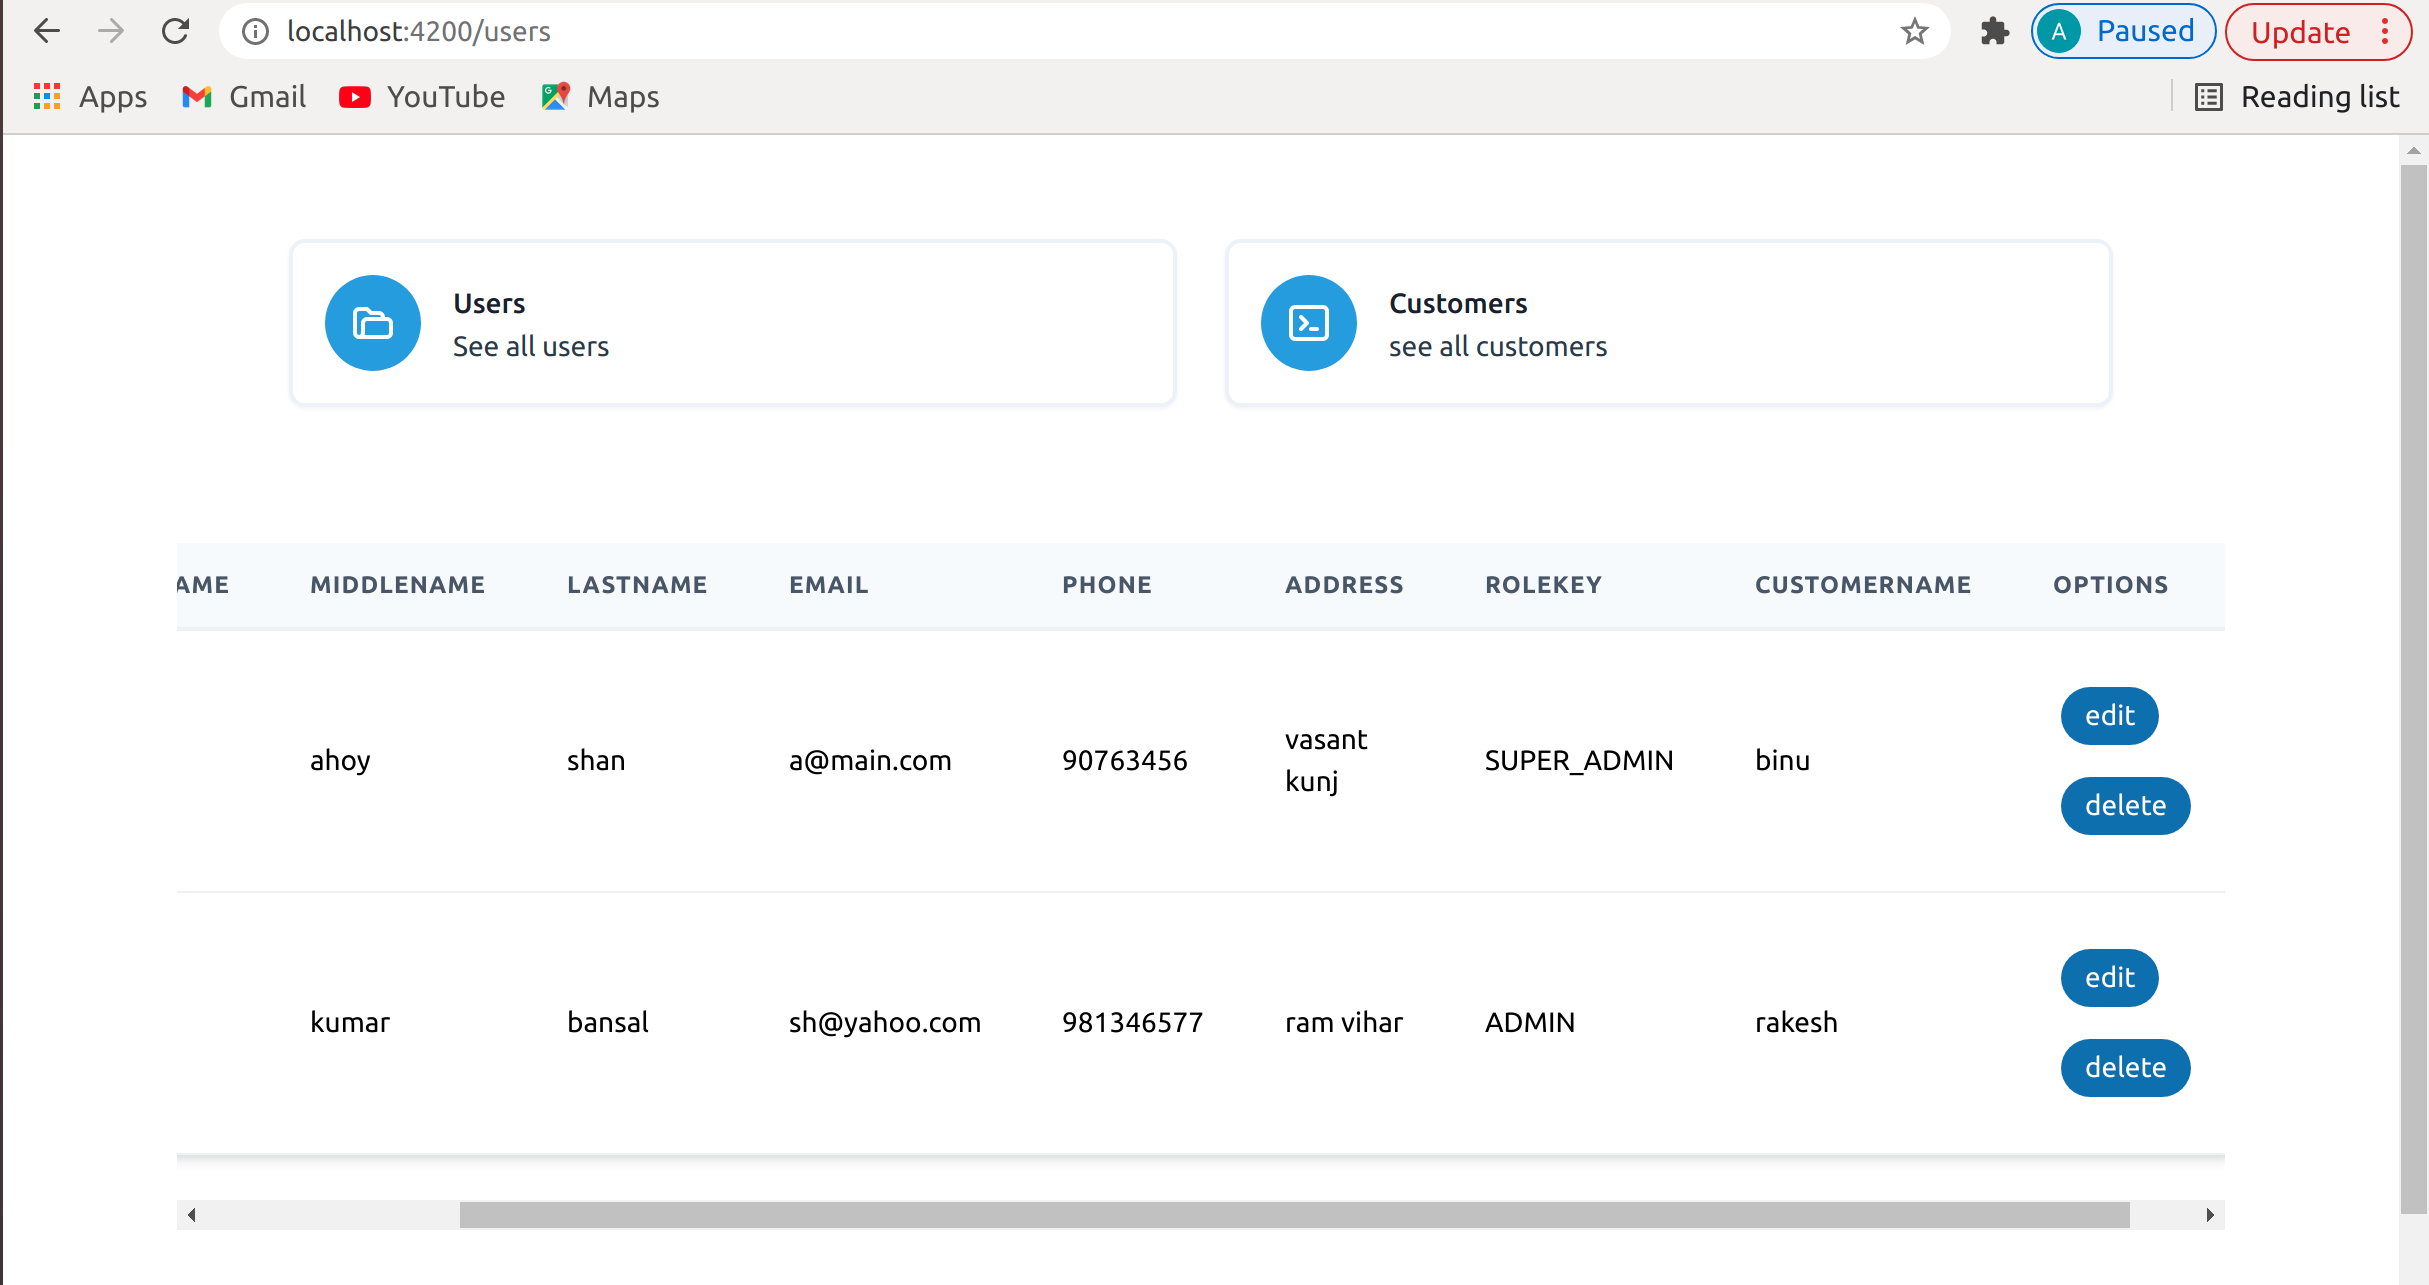 localhost:4200/users
A Paused Update
Apps Gmail YouTube Maps Reading list
Users
See all users
Customers
see all customers
AME MIDDLENAME LASTNAME EMAIL PHONE ADDRESS ROLEKEY CUSTOMERNAME OPTIONS
ahoy shan a@main.com 90763456 vasant kunj SUPER_ADMIN binu edit
delete
kumar bansal sh@yahoo.com 981346577 ram vihar ADMIN rakesh edit
delete